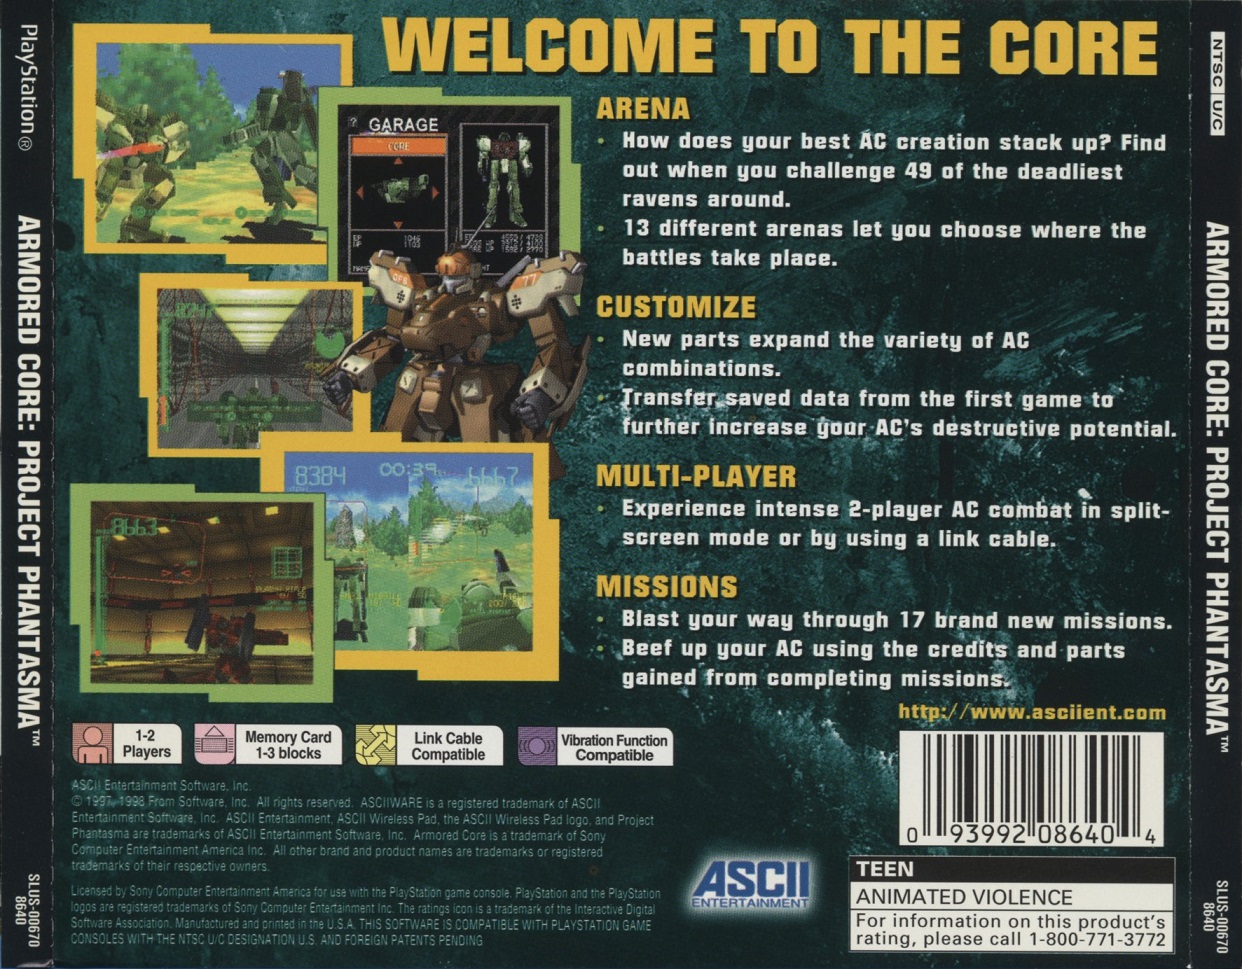 WELCOME TO THE CORE
ARENA
• How does your best AC creation stack up? Find
out when you challenge 49 of the deadliest
ravens around.
• 13 different arenas let you choose where the
battles take place.
CUSTOMIZE
• New parts expand the variety of AC
combinations.
• Transfer saved data from the first game to
further increase your AC's destructive potential.
MULTI-PLAYER
• Experience intense 2-player AC combat in split-
screen mode or by using a link cable.
MISSIONS
• Blast your way through 17 brand new missions.
• Beef up your AC using the credits and parts
gained from completing missions.
http://www.asciient.com
GARAGE
CORE
8384 00:39 6667
8663
1-2
Players
Memory Card
1-3 blocks
Link Cable
Compatible
Vibration Function
Compatible
ASCII Entertainment Software, Inc.
© 1997, 1998 From Software, Inc. All rights reserved. ASCIIWARE is a registered trademark of ASCII
Entertainment Software, Inc. ASCII Entertainment, ASCII Wireless Pad, the ASCII Wireless Pad logo, and Project
Phantasma are trademarks of ASCII Entertainment Software, Inc. Armored Core is a trademark of Sony
Computer Entertainment America Inc. All other brand and product names are trademarks or registered
trademarks of their respective owners.
Licensed by Sony Computer Entertainment America for use with the PlayStation game console. PlayStation and the PlayStation
logos are registered trademarks of Sony Computer Entertainment Inc. The ratings icon is a trademark of the Interactive Digital
Software Association. Manufactured and printed in the U.S.A. THIS SOFTWARE IS COMPATIBLE WITH PLAYSTATION GAME
CONSOLES WITH THE NTSC U/C DESIGNATION U.S. AND FOREIGN PATENTS PENDING
ASCII
ENTERTAINMENT
0 93992 08640 4
TEEN
ANIMATED VIOLENCE
For information on this product's
rating, please call 1-800-771-3772
PlayStation®
ARMORED CORE: PROJECT PHANTASMA™
SLUS-00670
8640
NTSC U/C
ARMORED CORE: PROJECT PHANTASMA™
SLUS-00670
8640